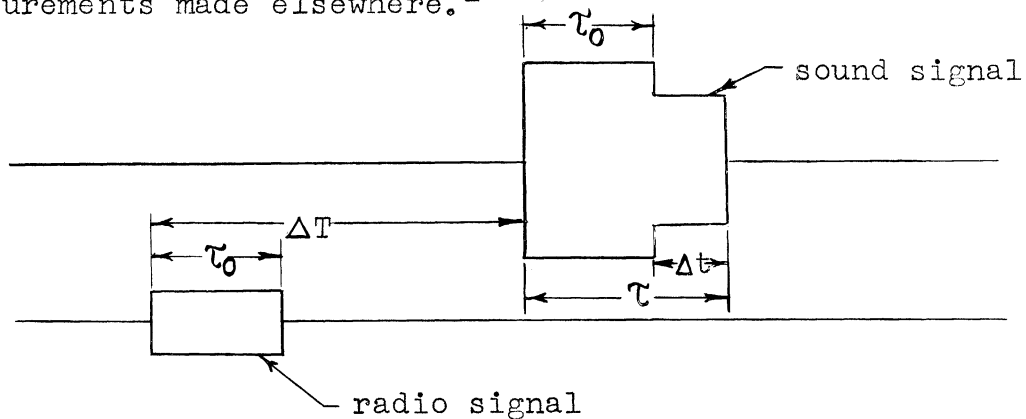 urements made elsewhere.-
τ₀
sound signal
ΔT
τ₀
Δt
τ
radio signal